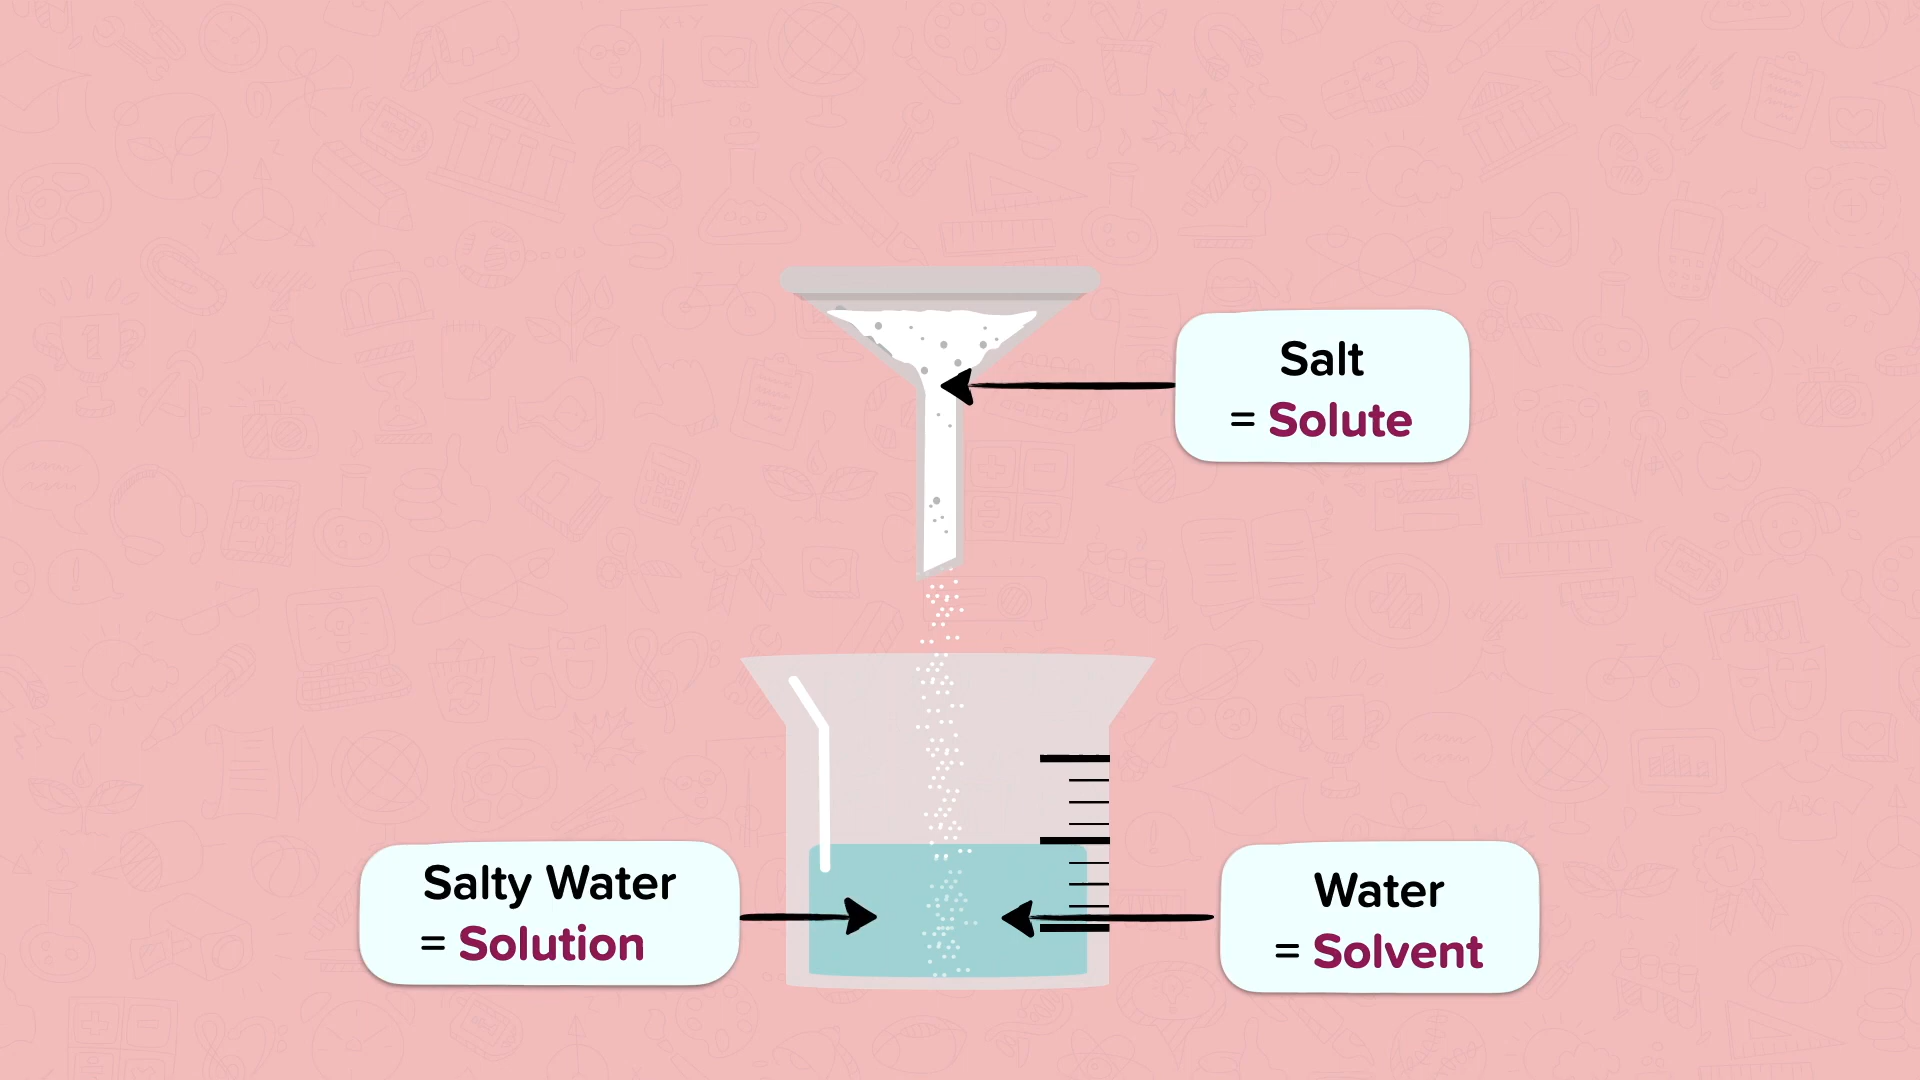 Salt
= Solute
Salty Water
= Solution
Water
= Solvent